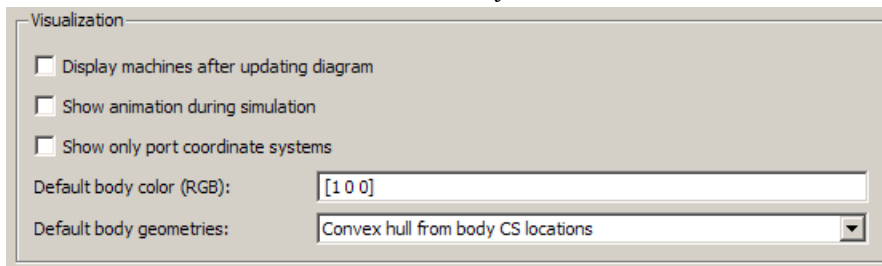 Visualization
Display machines after updating diagram
Show animation during simulation
Show only port coordinate systems
Default body color (RGB): [1 0 0]
Default body geometries: Convex hull from body CS locations